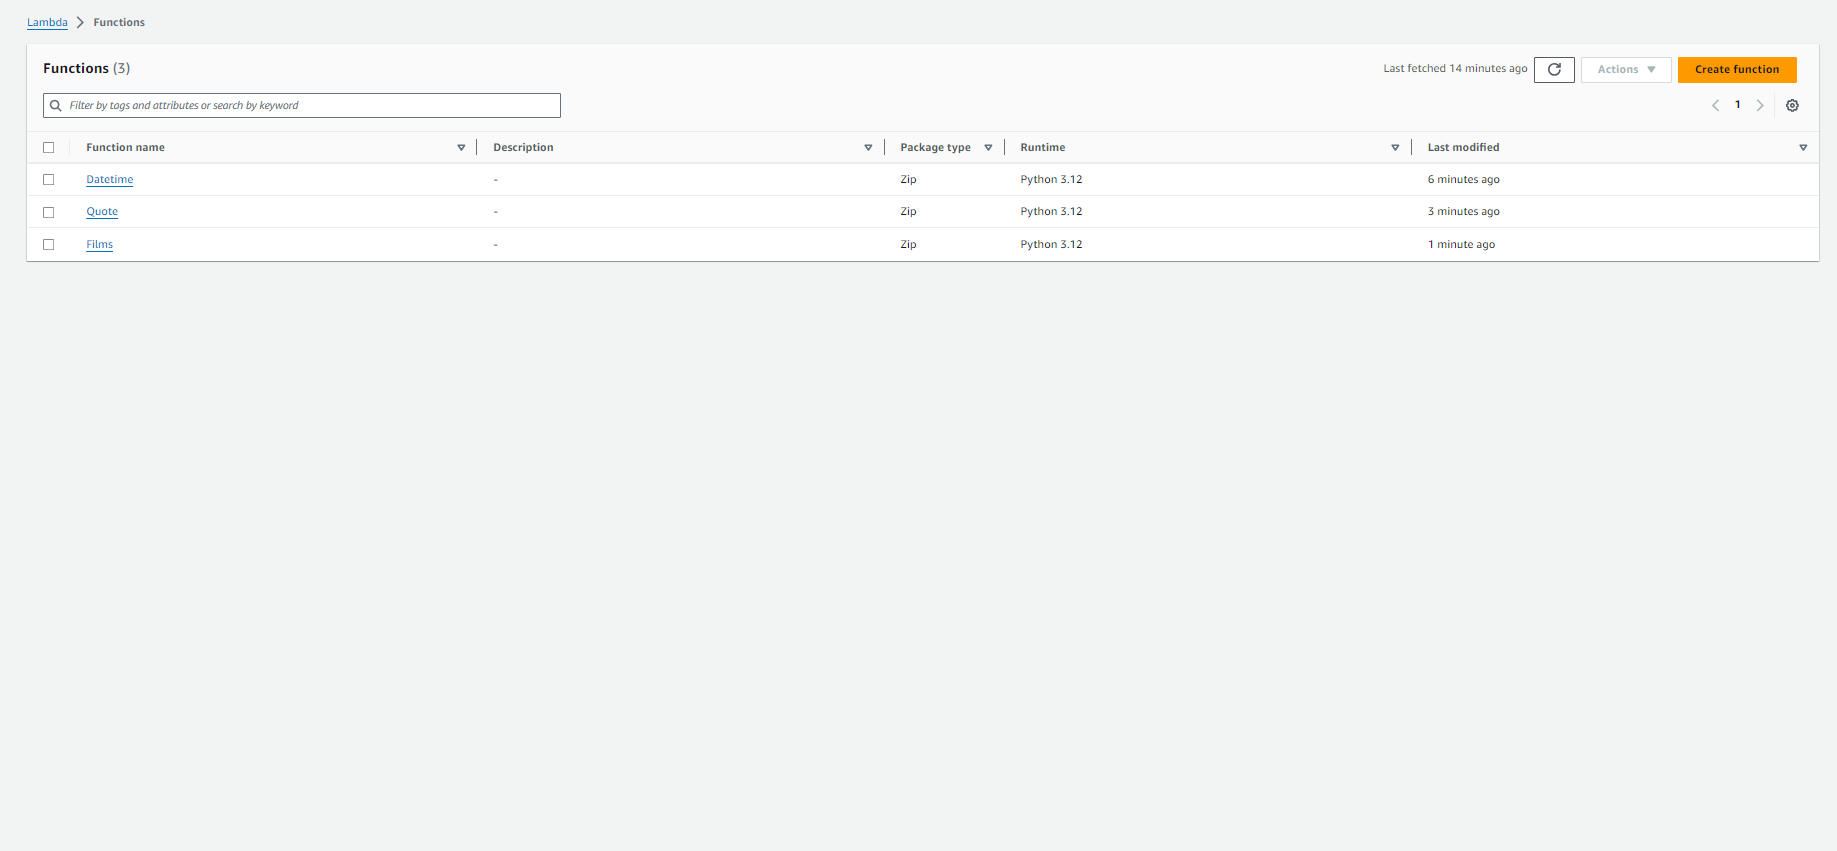 Lambda Functions
Functions (3)
Last fetched 14 minutes ago Actions Create function
Filter by tags and attributes or search by keyword
1
Function name Description Package type Runtime Last modified
Datetime - Zip Python 3.12 6 minutes ago
Quote - Zip Python 3.12 3 minutes ago
Films - Zip Python 3.12 1 minute ago